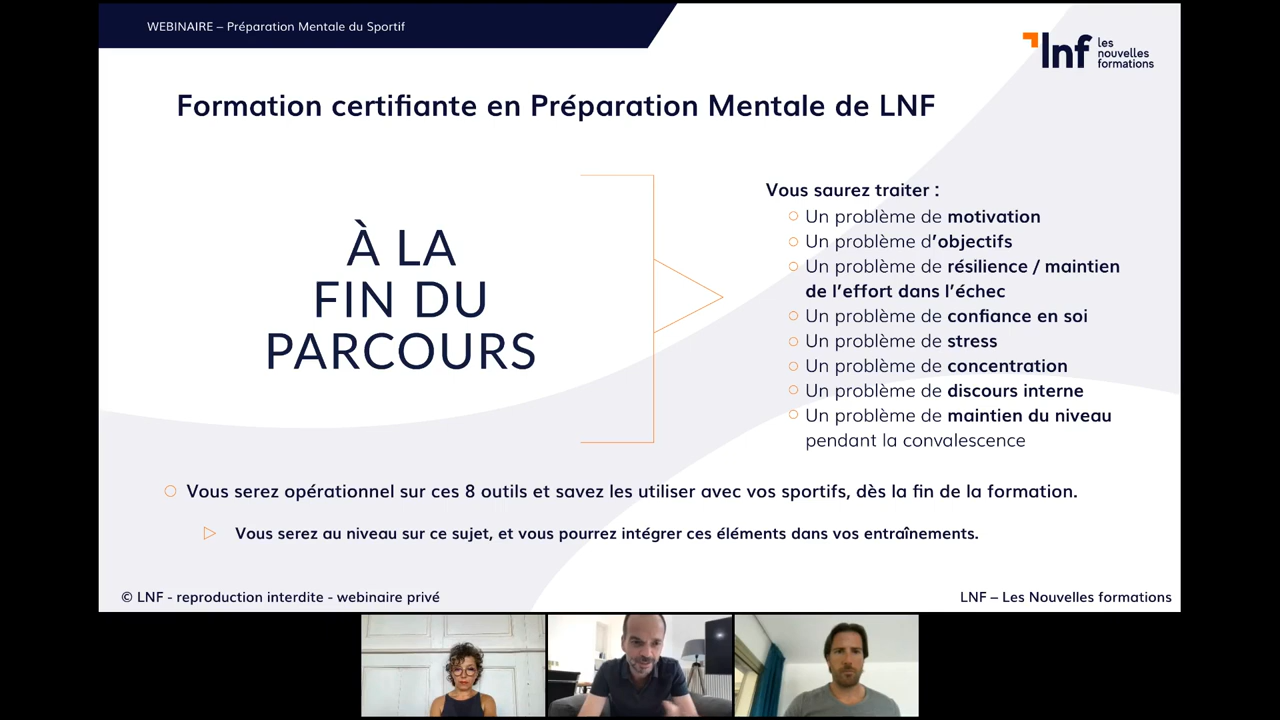 WEBINAIRE – Préparation Mentale du Sportif
lnf les
nouvelles
formations
Formation certifiante en Préparation Mentale de LNF
À LA
FIN DU
PARCOURS
Vous saurez traiter :
Un problème de motivation
Un problème d’objectifs
Un problème de résilience / maintien
de l’effort dans l’échec
Un problème de confiance en soi
Un problème de stress
Un problème de concentration
Un problème de discours interne
Un problème de maintien du niveau
pendant la convalescence
Vous serez opérationnel sur ces 8 outils et savez les utiliser avec vos sportifs, dès la fin de la formation.
Vous serez au niveau sur ce sujet, et vous pourrez intégrer ces éléments dans vos entraînements.
© LNF - reproduction interdite - webinaire privé
LNF – Les Nouvelles formations